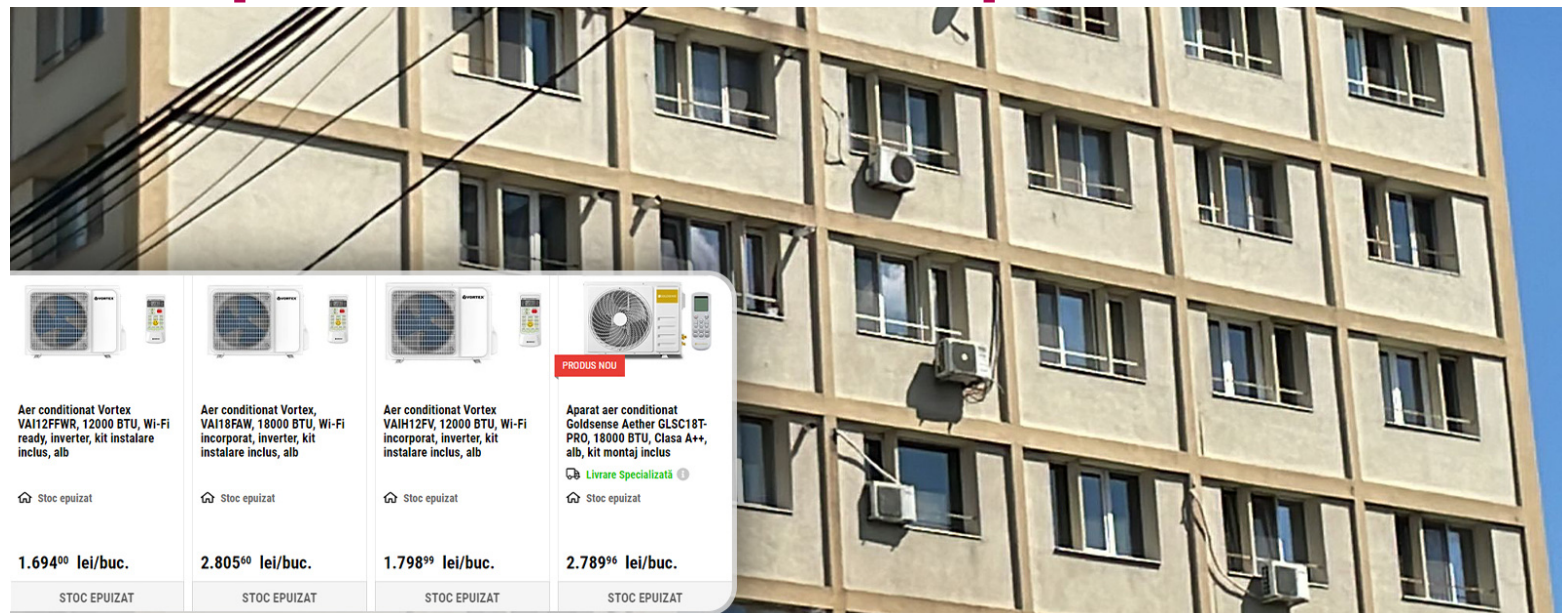 VORTEX
VORTEX
VORTEX
PRODUS NOU
Aer conditionat Vortex
VAI12FFWR, 12000 BTU, Wi-Fi
ready, inverter, kit instalare
inclus, alb
Stoc epuizat
1.694⁰⁰ lei/buc.
STOC EPUIZAT
Aer conditionat Vortex,
VAI18FAW, 18000 BTU, Wi-Fi
incorporat, inverter, kit
instalare inclus, alb
Stoc epuizat
2.805⁶⁰ lei/buc.
STOC EPUIZAT
Aer conditionat Vortex
VAIH12FV, 12000 BTU, Wi-Fi
incorporat, inverter, kit
instalare inclus, alb
Stoc epuizat
1.798⁹⁹ lei/buc.
STOC EPUIZAT
Aparat aer conditionat
Goldsense Aether GLSC18T-
PRO, 18000 BTU, Clasa A++,
alb, kit montaj inclus
Livrare Specializată
Stoc epuizat
2.789⁹⁶ lei/buc.
STOC EPUIZAT